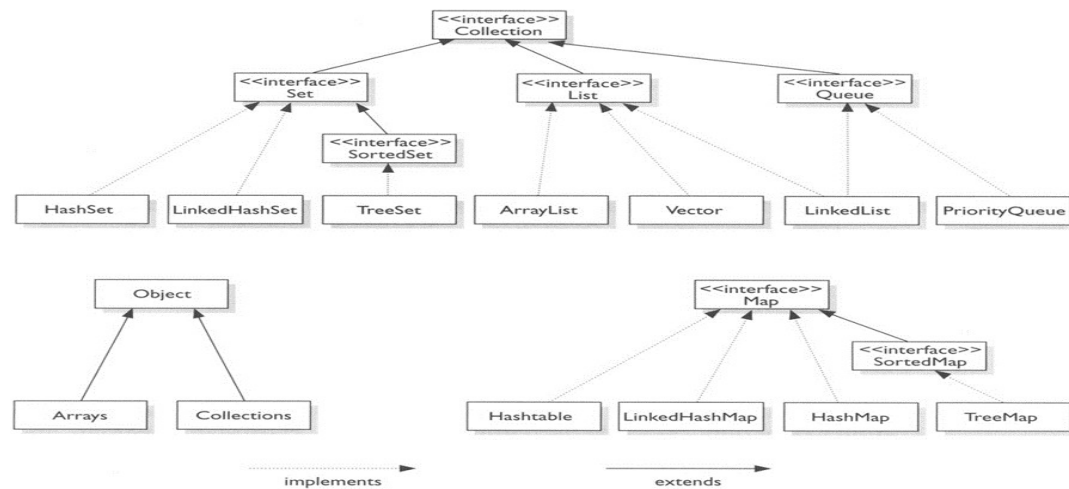 <<interface>>
Collection
<<interface>>
Set
<<interface>>
List
<<interface>>
Queue
<<interface>>
SortedSet
HashSet
LinkedHashSet
TreeSet
ArrayList
Vector
LinkedList
PriorityQueue
Object
<<interface>>
Map
<<interface>>
SortedMap
Arrays
Collections
Hashtable
LinkedHashMap
HashMap
TreeMap
implements
extends